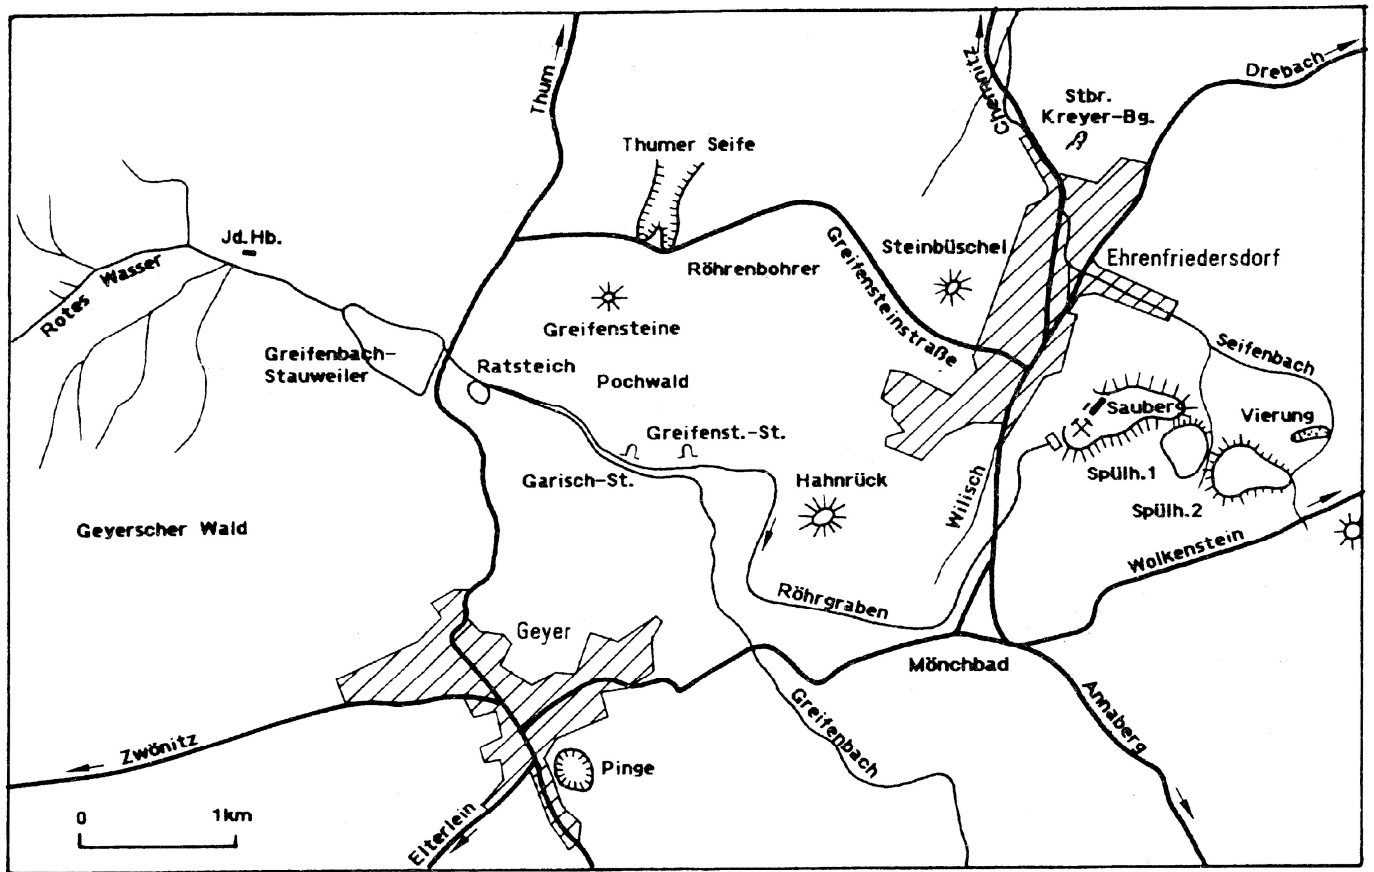 Thum
Chemnitz
Drebach
Stbr.
Kreyer-Bg.
Thumer Seife
Jd.Hb.
Rotes Wasser
Röhrenbohrer
Greifensteinstraße
Steinbüschel
Ehrenfriedersdorf
Greifensteine
Greifenbach-
Stauweiler
Ratsteich
Pochwald
Seifenbach
Sauberg
Vierung
Greifenst.-St.
Garisch-St.
Hahnrück
Wilisch
Spülh.1
Spülh.2
Geyerscher Wald
Wolkenstein
Röhrgraben
Geyer
Mönchbad
Greifenbach
Annaberg
Zwönitz
Pinge
0 1km
Elterlein